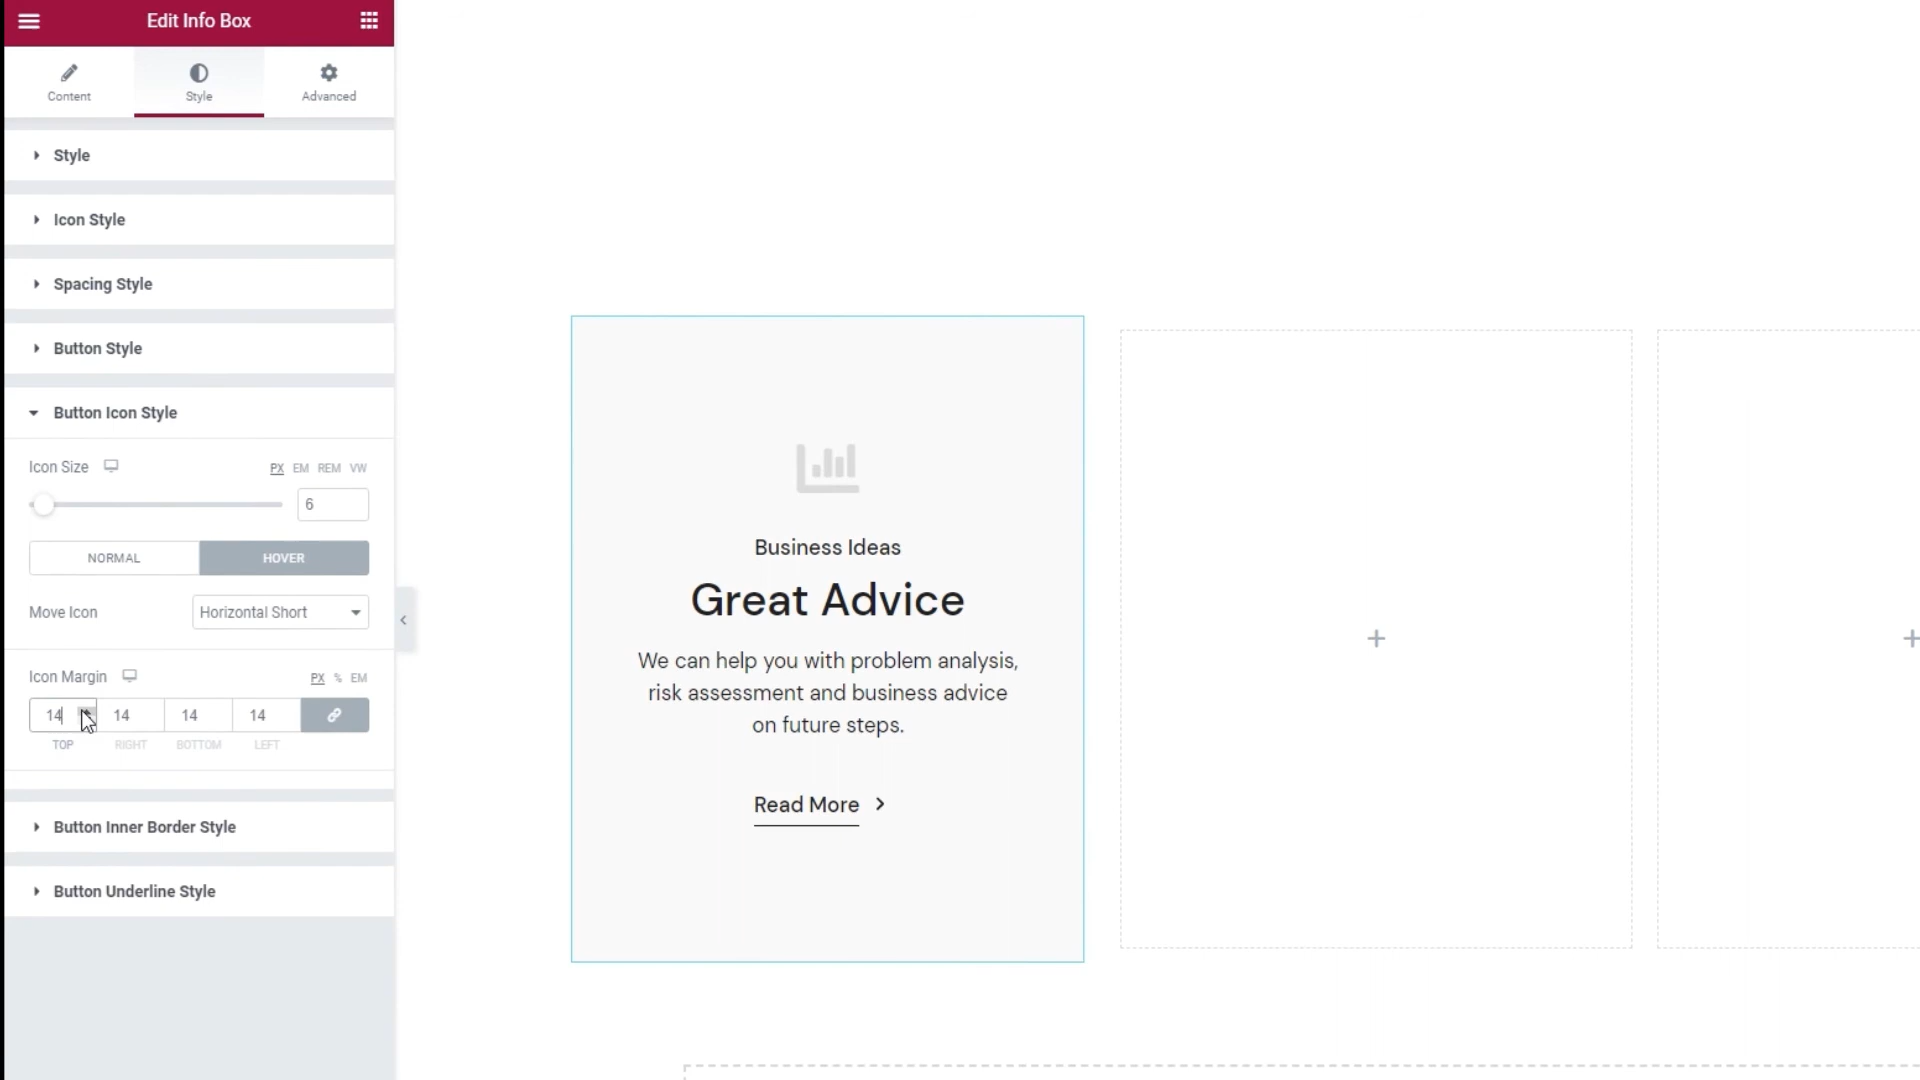 Edit Info Box
Content
Style
Advanced
Style
Icon Style
Spacing Style
Button Style
Button Icon Style
Icon Size PX EM REM VW
6
NORMAL HOVER
Move Icon Horizontal Short
Icon Margin PX % EM
14 14 14 14
TOP RIGHT BOTTOM LEFT
Button Inner Border Style
Button Underline Style
Business Ideas
Great Advice
We can help you with problem analysis,
risk assessment and business advice
on future steps.
Read More